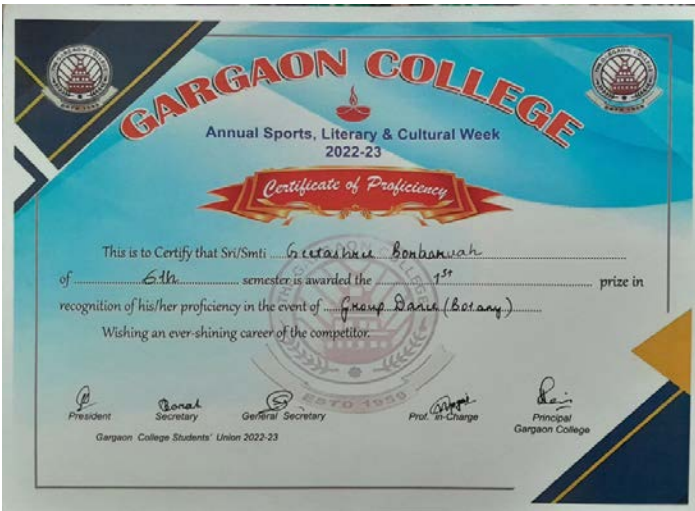 GARGAON COLLEGE
Annual Sports, Literary & Cultural Week
2022-23
Certificate of Proficiency
This is to Certify that Sri/Smti Geetashree Borbaruah
of 6th semester is awarded the 1st prize in
recognition of his/her proficiency in the event of Group Dance (Botany)
Wishing an ever-shining career of the competitor.
THE GARGAON COLLEGE
ESTD 1959
President Secretary General Secretary Prof. in-Charge Principal
Gargaon College Students' Union 2022-23 Gargaon College